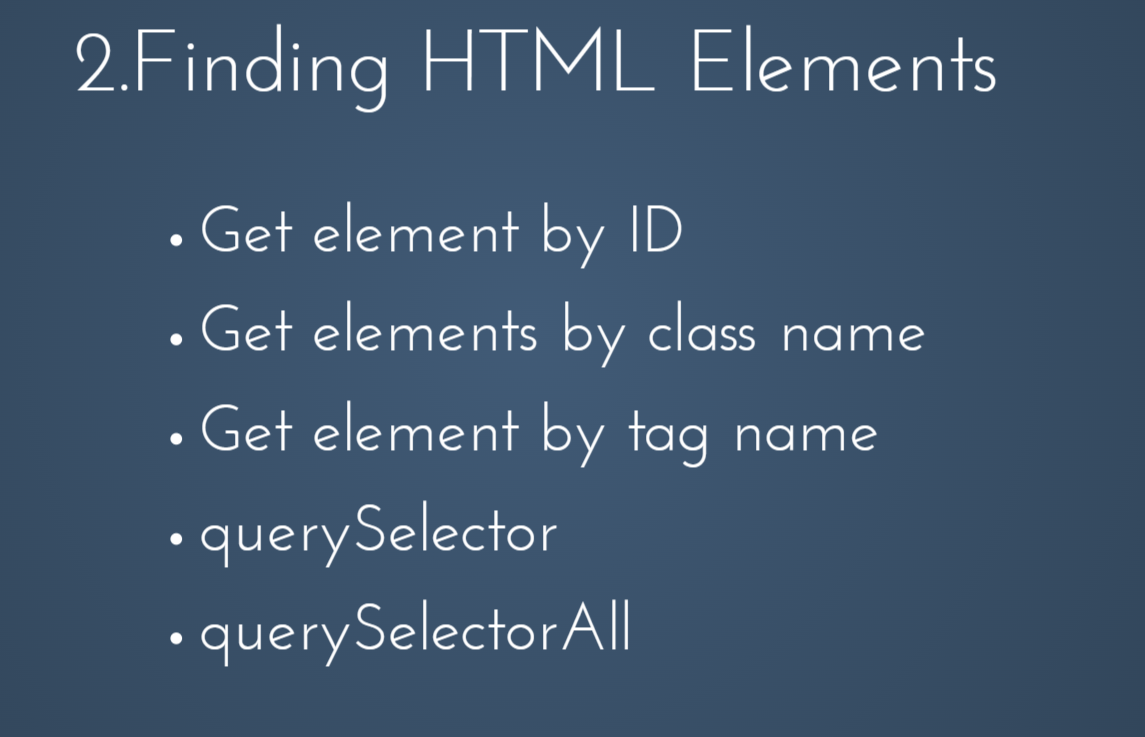 2.Finding HTML Elements
• Get element by ID
• Get elements by class name
• Get element by tag name
• querySelector
• querySelectorAll